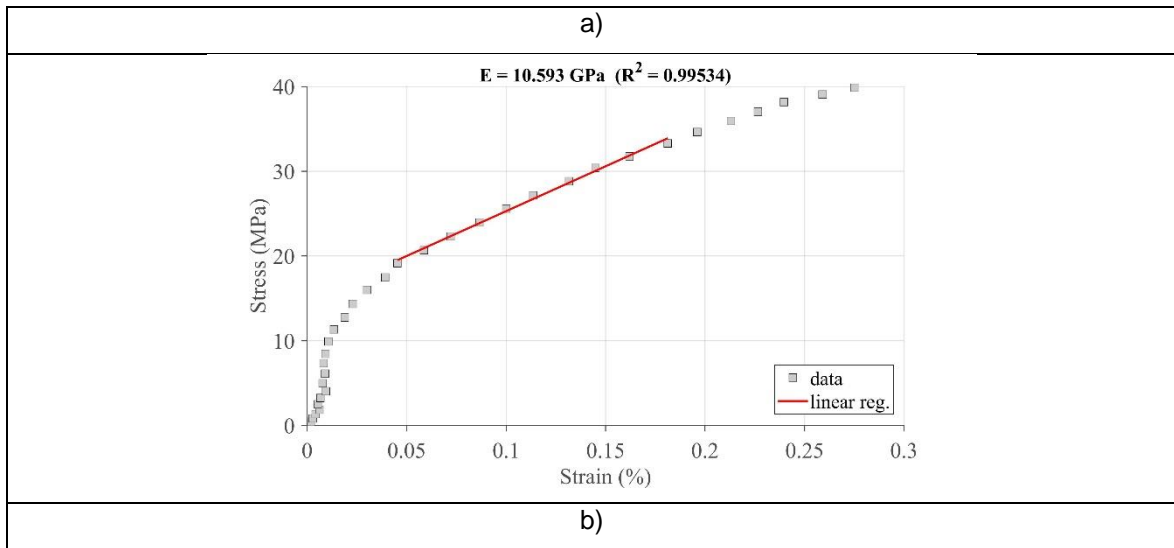 a)
E = 10.593 GPa (R² = 0.99534)
40
30
20
10
0
Stress (MPa)
data
linear reg.
0 0.05 0.1 0.15 0.2 0.25 0.3
Strain (%)
b)